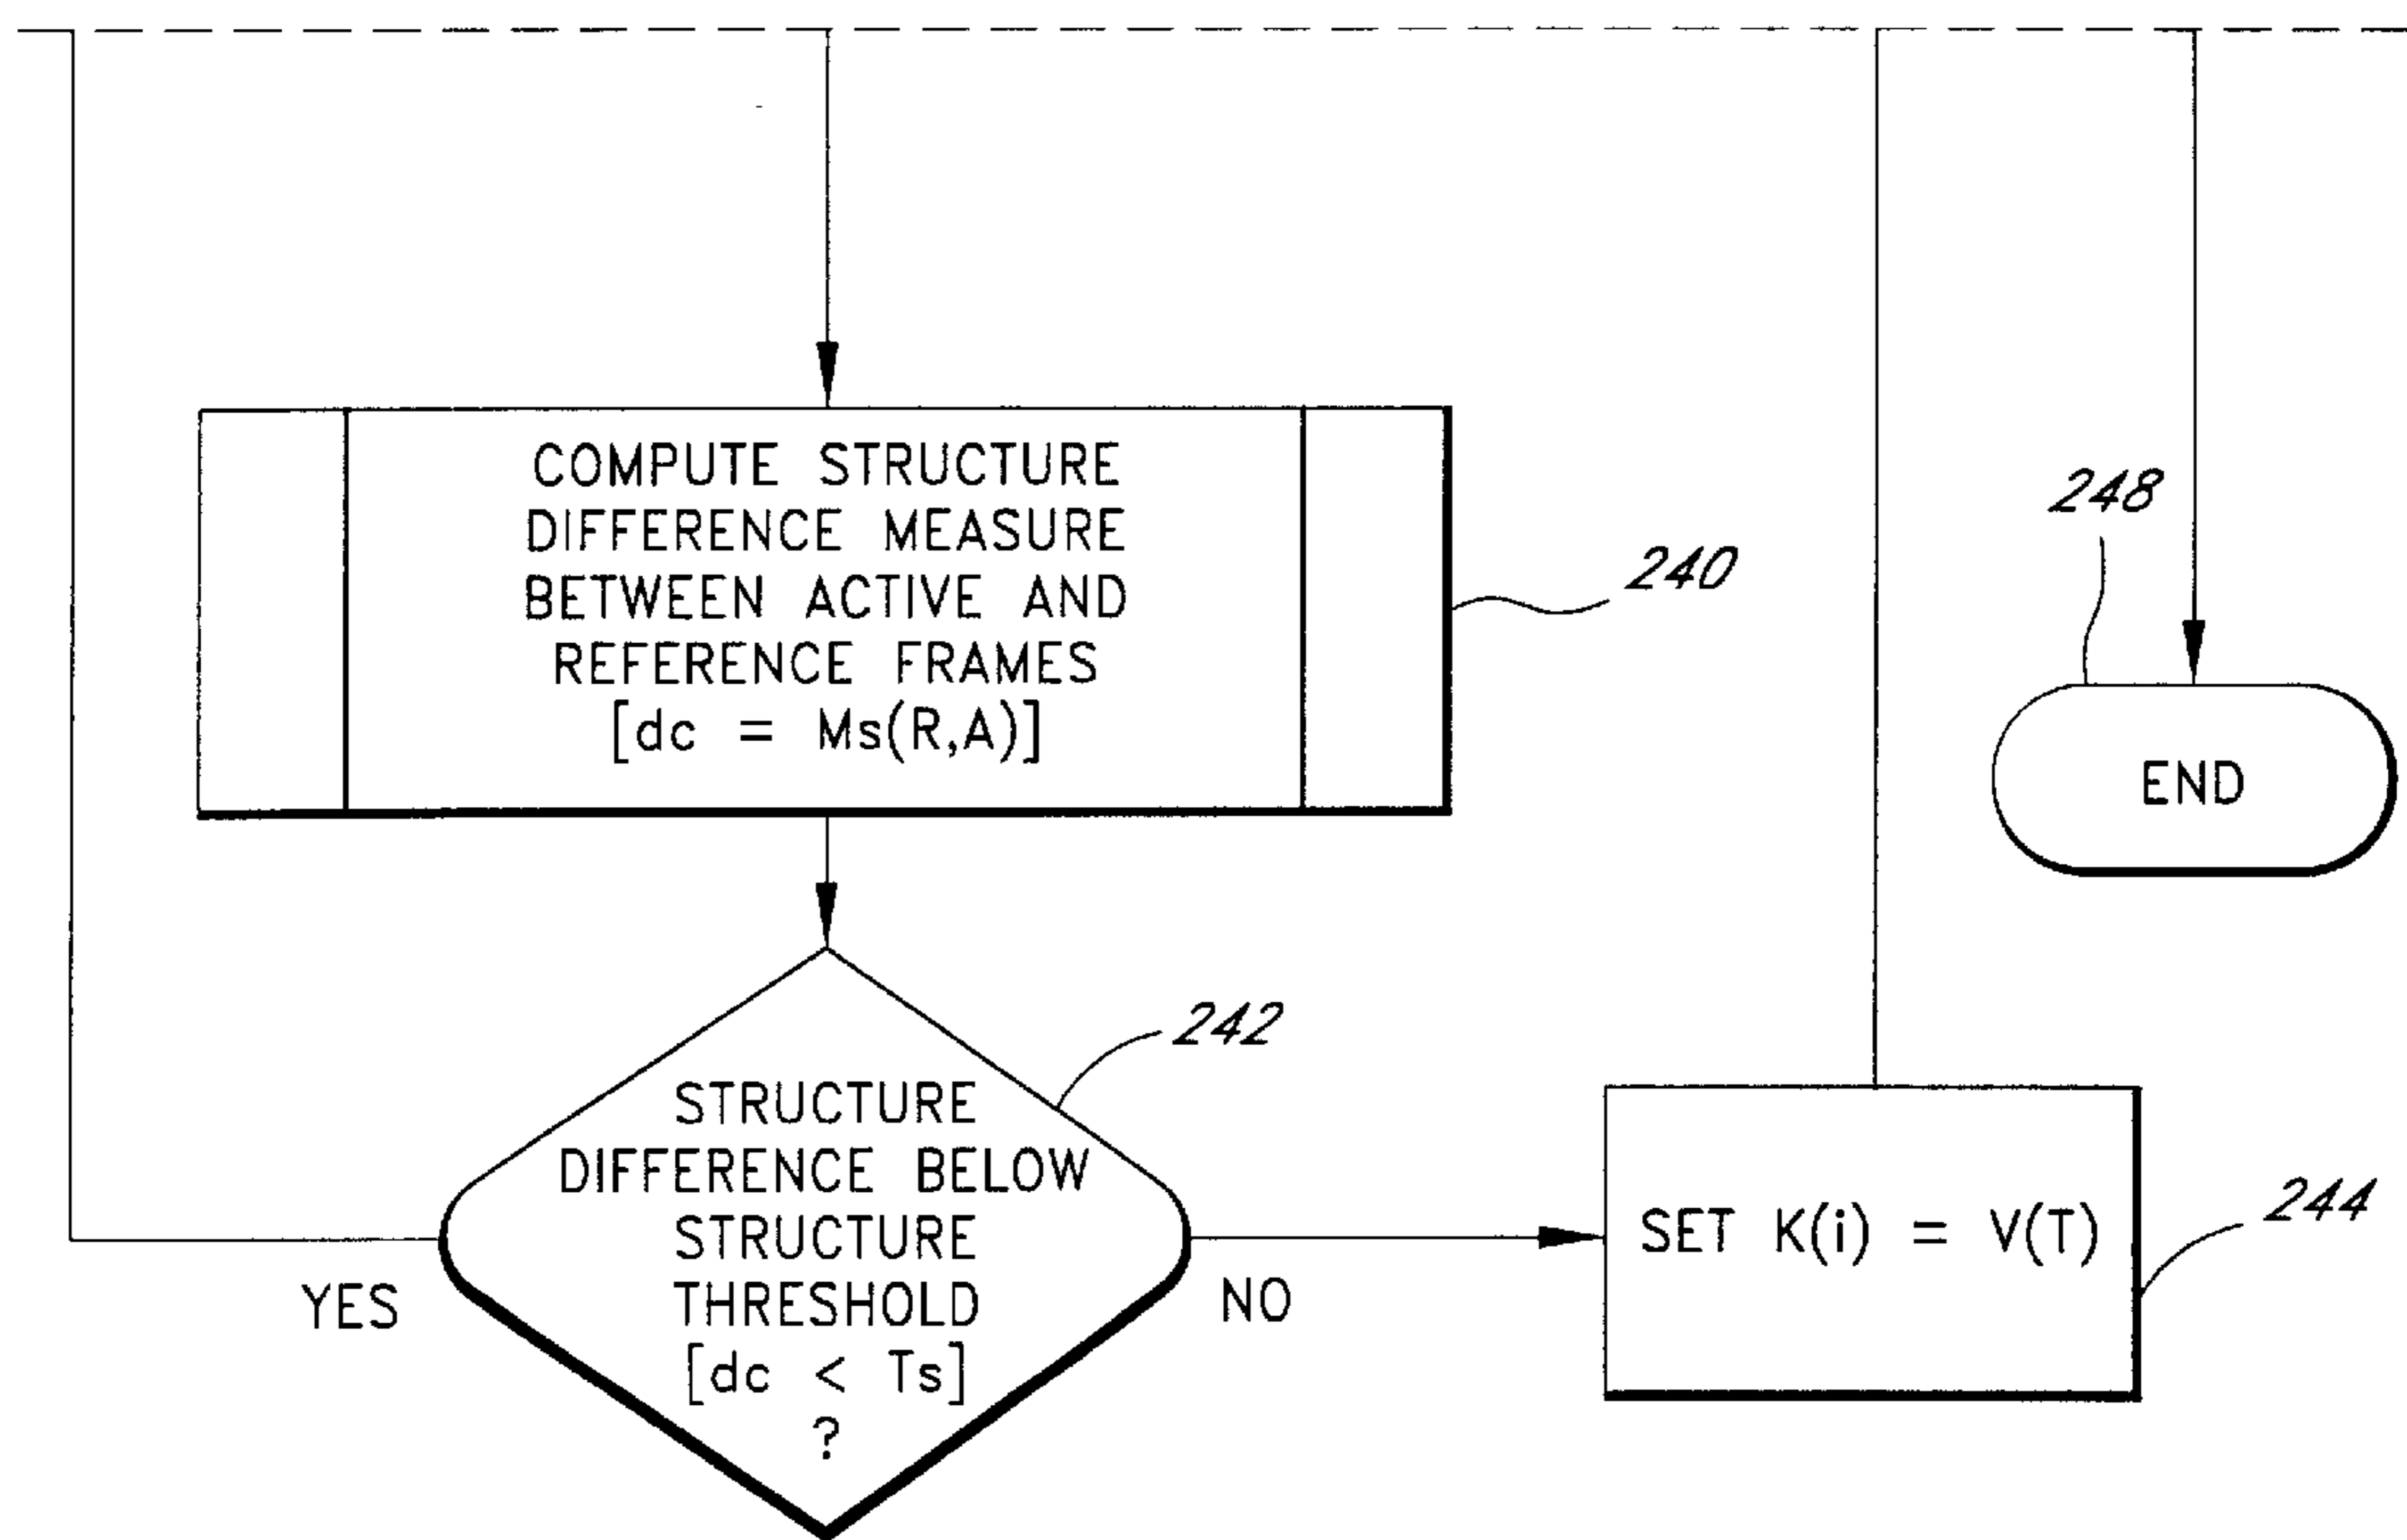 COMPUTE STRUCTURE
DIFFERENCE MEASURE
BETWEEN ACTIVE AND
REFERENCE FRAMES
[dc = Ms(R,A)]
240
248
END
242
STRUCTURE
DIFFERENCE BELOW
STRUCTURE
THRESHOLD
[dc < Ts]
?
YES
NO
SET K(i) = V(T)
244